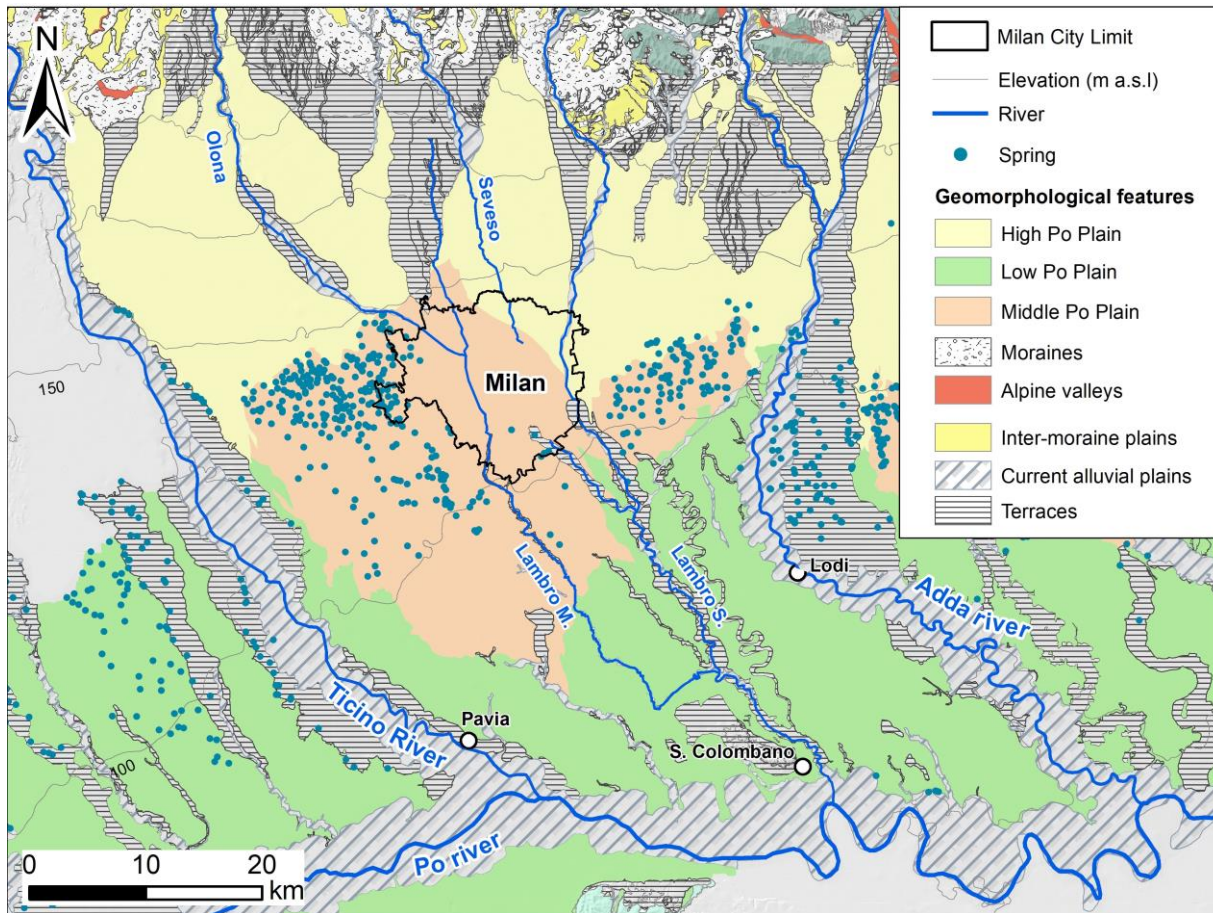 N
Olona
Seveso
Milan
150
Lambro M.
Lambro S.
Lodi
Adda river
Ticino River
Pavia
S. Colombano
100
Po river
0 10 20
km
Milan City Limit
Elevation (m a.s.l)
River
Spring
Geomorphological features
High Po Plain
Low Po Plain
Middle Po Plain
Moraines
Alpine valleys
Inter-moraine plains
Current alluvial plains
Terraces